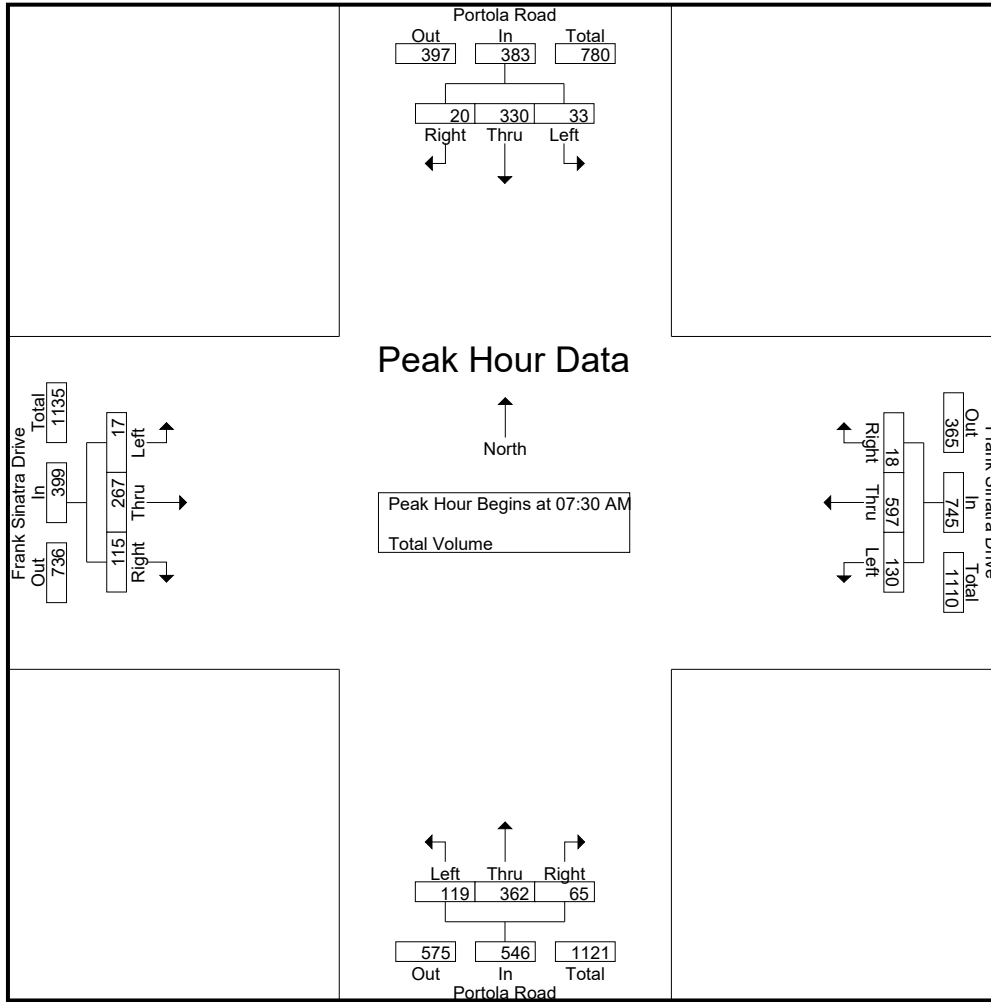 Portola Road
Out In Total
397 383 780
20 330 33
Right Thru Left
Peak Hour Data
North
Peak Hour Begins at 07:30 AM
Total Volume
Frank Sinatra Drive
Out In Total
736 399 1135
17 267 115
Left Thru Right
Frank Sinatra Drive
Out In Total
365 745 1110
18 597 130
Right Thru Left
Left Thru Right
119 362 65
575 546 1121
Out In Total
Portola Road